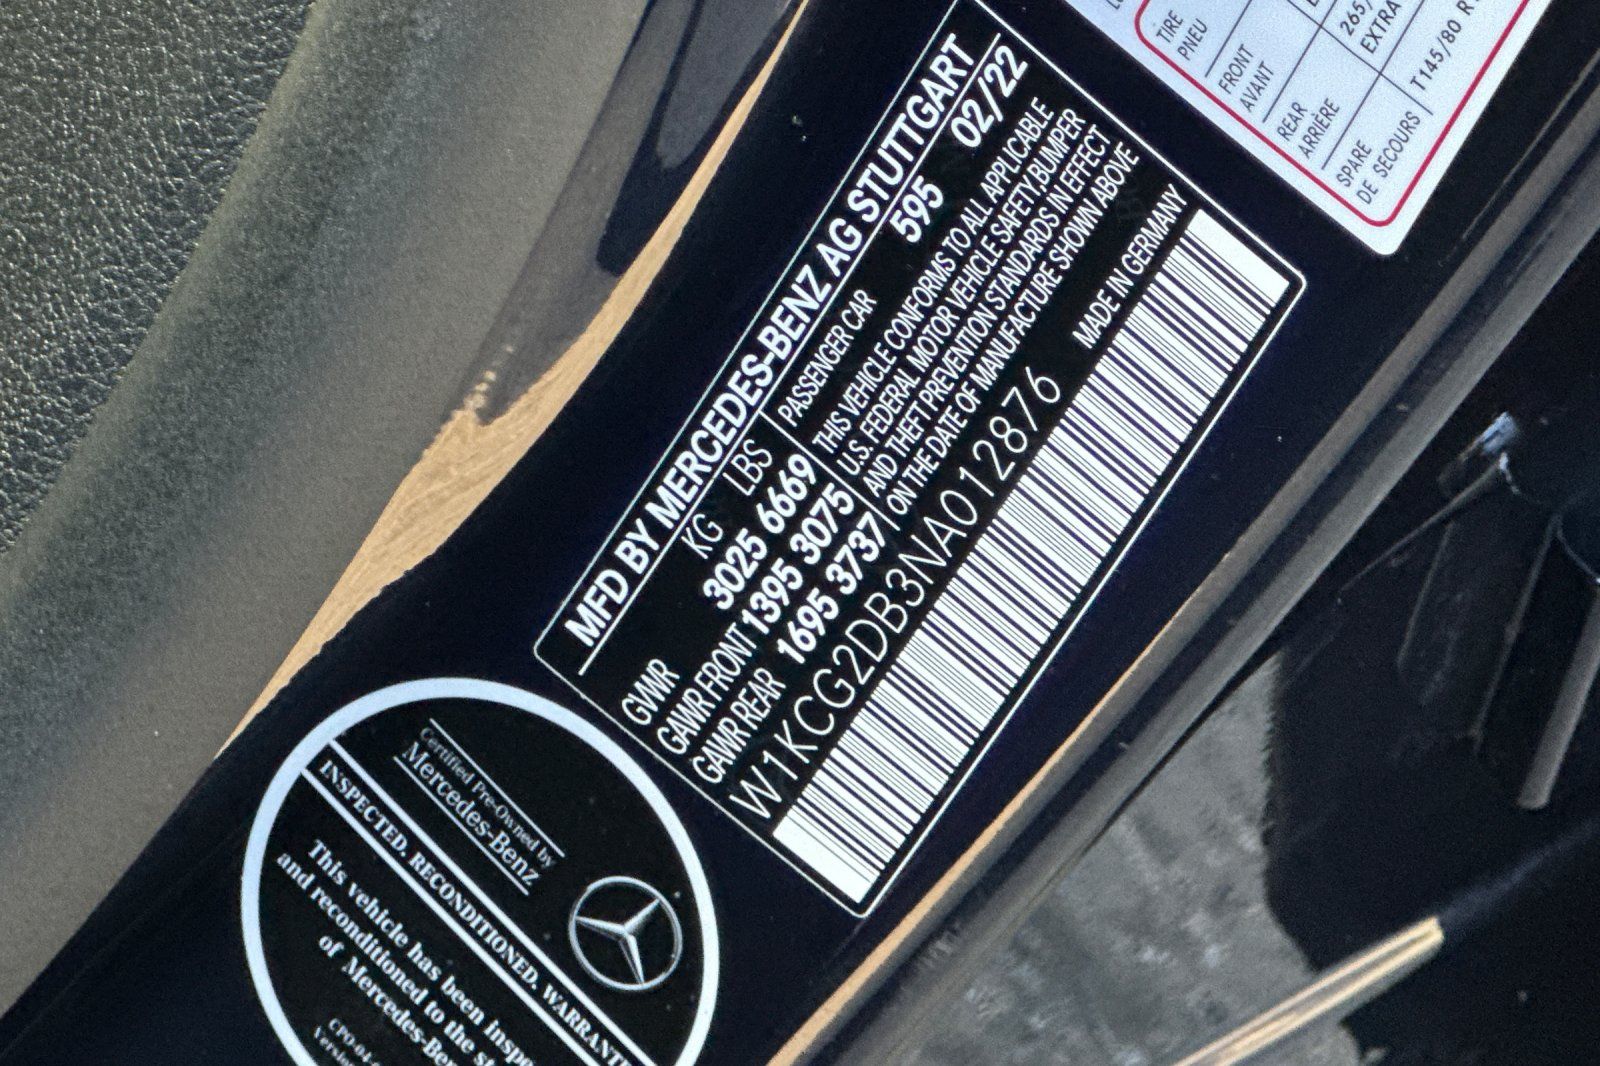 MFD BY MERCEDES-BENZ AG STUTTGART
KG LBS PASSENGER CAR 595 02/22
GVWR 3025 6669
GAWR FRONT 1395 3075
GAWR REAR 1695 3737
THIS VEHICLE CONFORMS TO ALL APPLICABLE
U.S. FEDERAL MOTOR VEHICLE SAFETY,BUMPER
AND THEFT PREVENTION STANDARDS IN EFFECT
ON THE DATE OF MANUFACTURE SHOWN ABOVE
W1KCG2DB3NA012876 MADE IN GERMANY
TIRE
PNEU
FRONT
AVANT
265/
EXTRA
REAR
ARRIÈRE
SPARE
DE SECOURS
T145/80 R
Certified Pre-Owned by
Mercedes-Benz
INSPECTED. RECONDITIONED. WARRANT
This vehicle has been inspe
and reconditioned to the st
of Mercedes-Ben